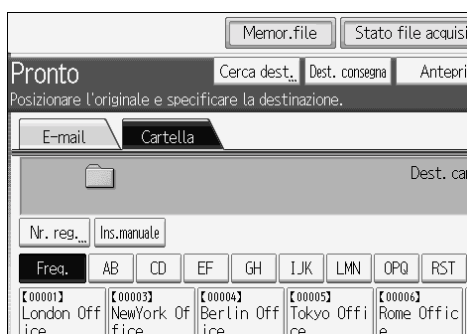 Memor.file Stato file acquisi
Pronto Cerca dest. Dest. consegna Antepri
Posizionare l'originale e specificare la destinazione.
E-mail Cartella
Dest. ca
Nr. reg. Ins.manuale
Freq. AB CD EF GH IJK LMN OPQ RST
【00001】 【00003】 【00004】 【00005】 【00006】
London Off NewYork Of Berlin Off Tokyo Offi Rome Offic
ice ffice ice ce e